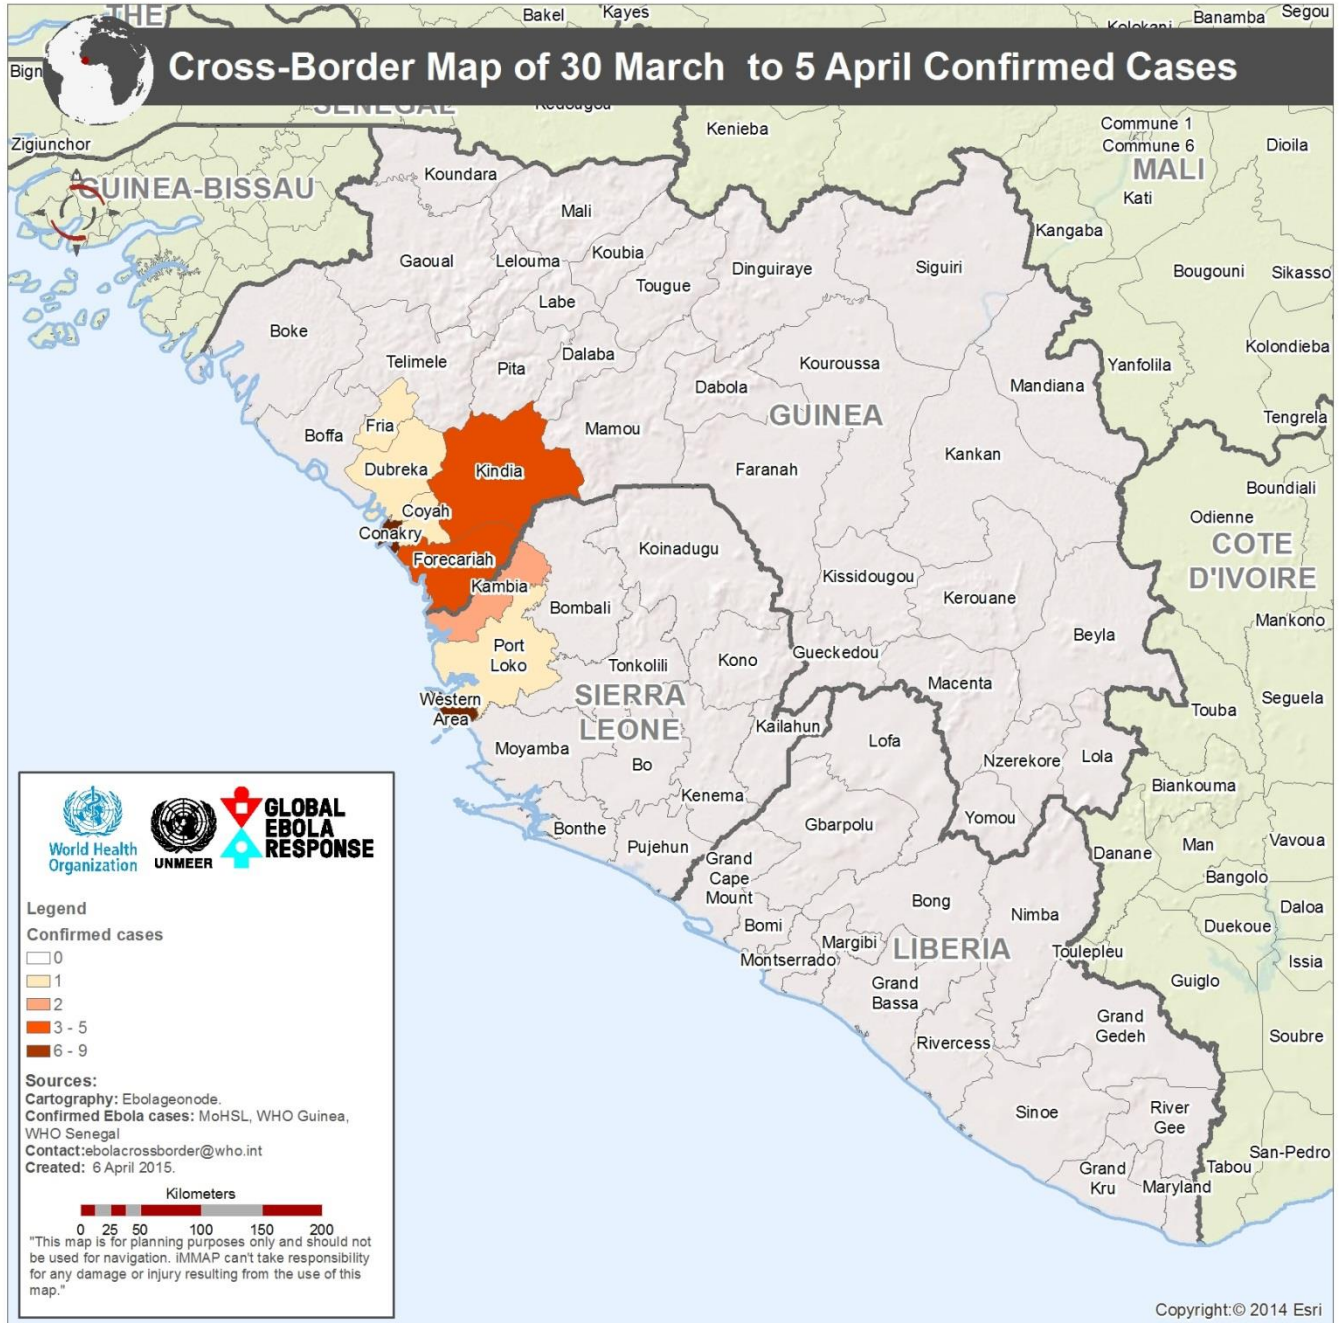 THE
Bakel
Kayes
Kolokani
Banamba
Segou
Cross-Border Map of 30 March to 5 April Confirmed Cases
Bign
SENEGAL
Kedougou
Kenieba
Commune 1
Commune 6
Dioila
Zigiunchor
MALI
Koundara
GUINEA-BISSAU
Kati
Mali
Kangaba
Koubia
Gaoual
Lelouma
Dinguiraye
Siguiri
Bougouni
Sikasso
Tougue
Labe
Boke
Kolondieba
Dalaba
Telimele
Pita
Kouroussa
Yanfolila
Dabola
Mandiana
GUINEA
Tengrela
Fria
Boffa
Mamou
Kankan
Dubreka
Kindia
Faranah
Boundiali
Coyah
Odienne
Conakry
COTE
D'IVOIRE
Koinadugu
Forecariah
Kissidougou
Kambia
Kerouane
Bombali
Mankono
Beyla
Port
Loko
Gueckedou
Kono
Tonkolili
Macenta
SIERRA
LEONE
Western
Area
Seguela
Touba
Kailahun
Lofa
Moyamba
Nzerekore
Lola
Bo
Biankouma
Kenema
Yomou
Gbarpolu
Bonthe
Pujehun
Danane
Man
Vavoua
Grand
Cape
Mount
Bangolo
Bong
Nimba
Daloa
Bomi
Duekoue
Margibi
LIBERIA
Montserrado
Toulepleu
Issia
Guiglo
Grand
Bassa
Grand
Gedeh
Rivercess
Soubre
Sinoe
River
Gee
San-Pedro
Tabou
Grand
Kru
Maryland
World Health
Organization
UNMEER
GLOBAL
EBOLA
RESPONSE
Legend
Confirmed cases
0
1
2
3 - 5
6 - 9
Sources:
Cartography: Ebolageonode.
Confirmed Ebola cases: MoHSL, WHO Guinea,
WHO Senegal
Contact:ebolacrossborder@who.int
Created: 6 April 2015.
Kilometers
0 25 50 100 150 200
"This map is for planning purposes only and should not
be used for navigation. iMMAP can't take responsibility
for any damage or injury resulting from the use of this
map."
Copyright:© 2014 Esri